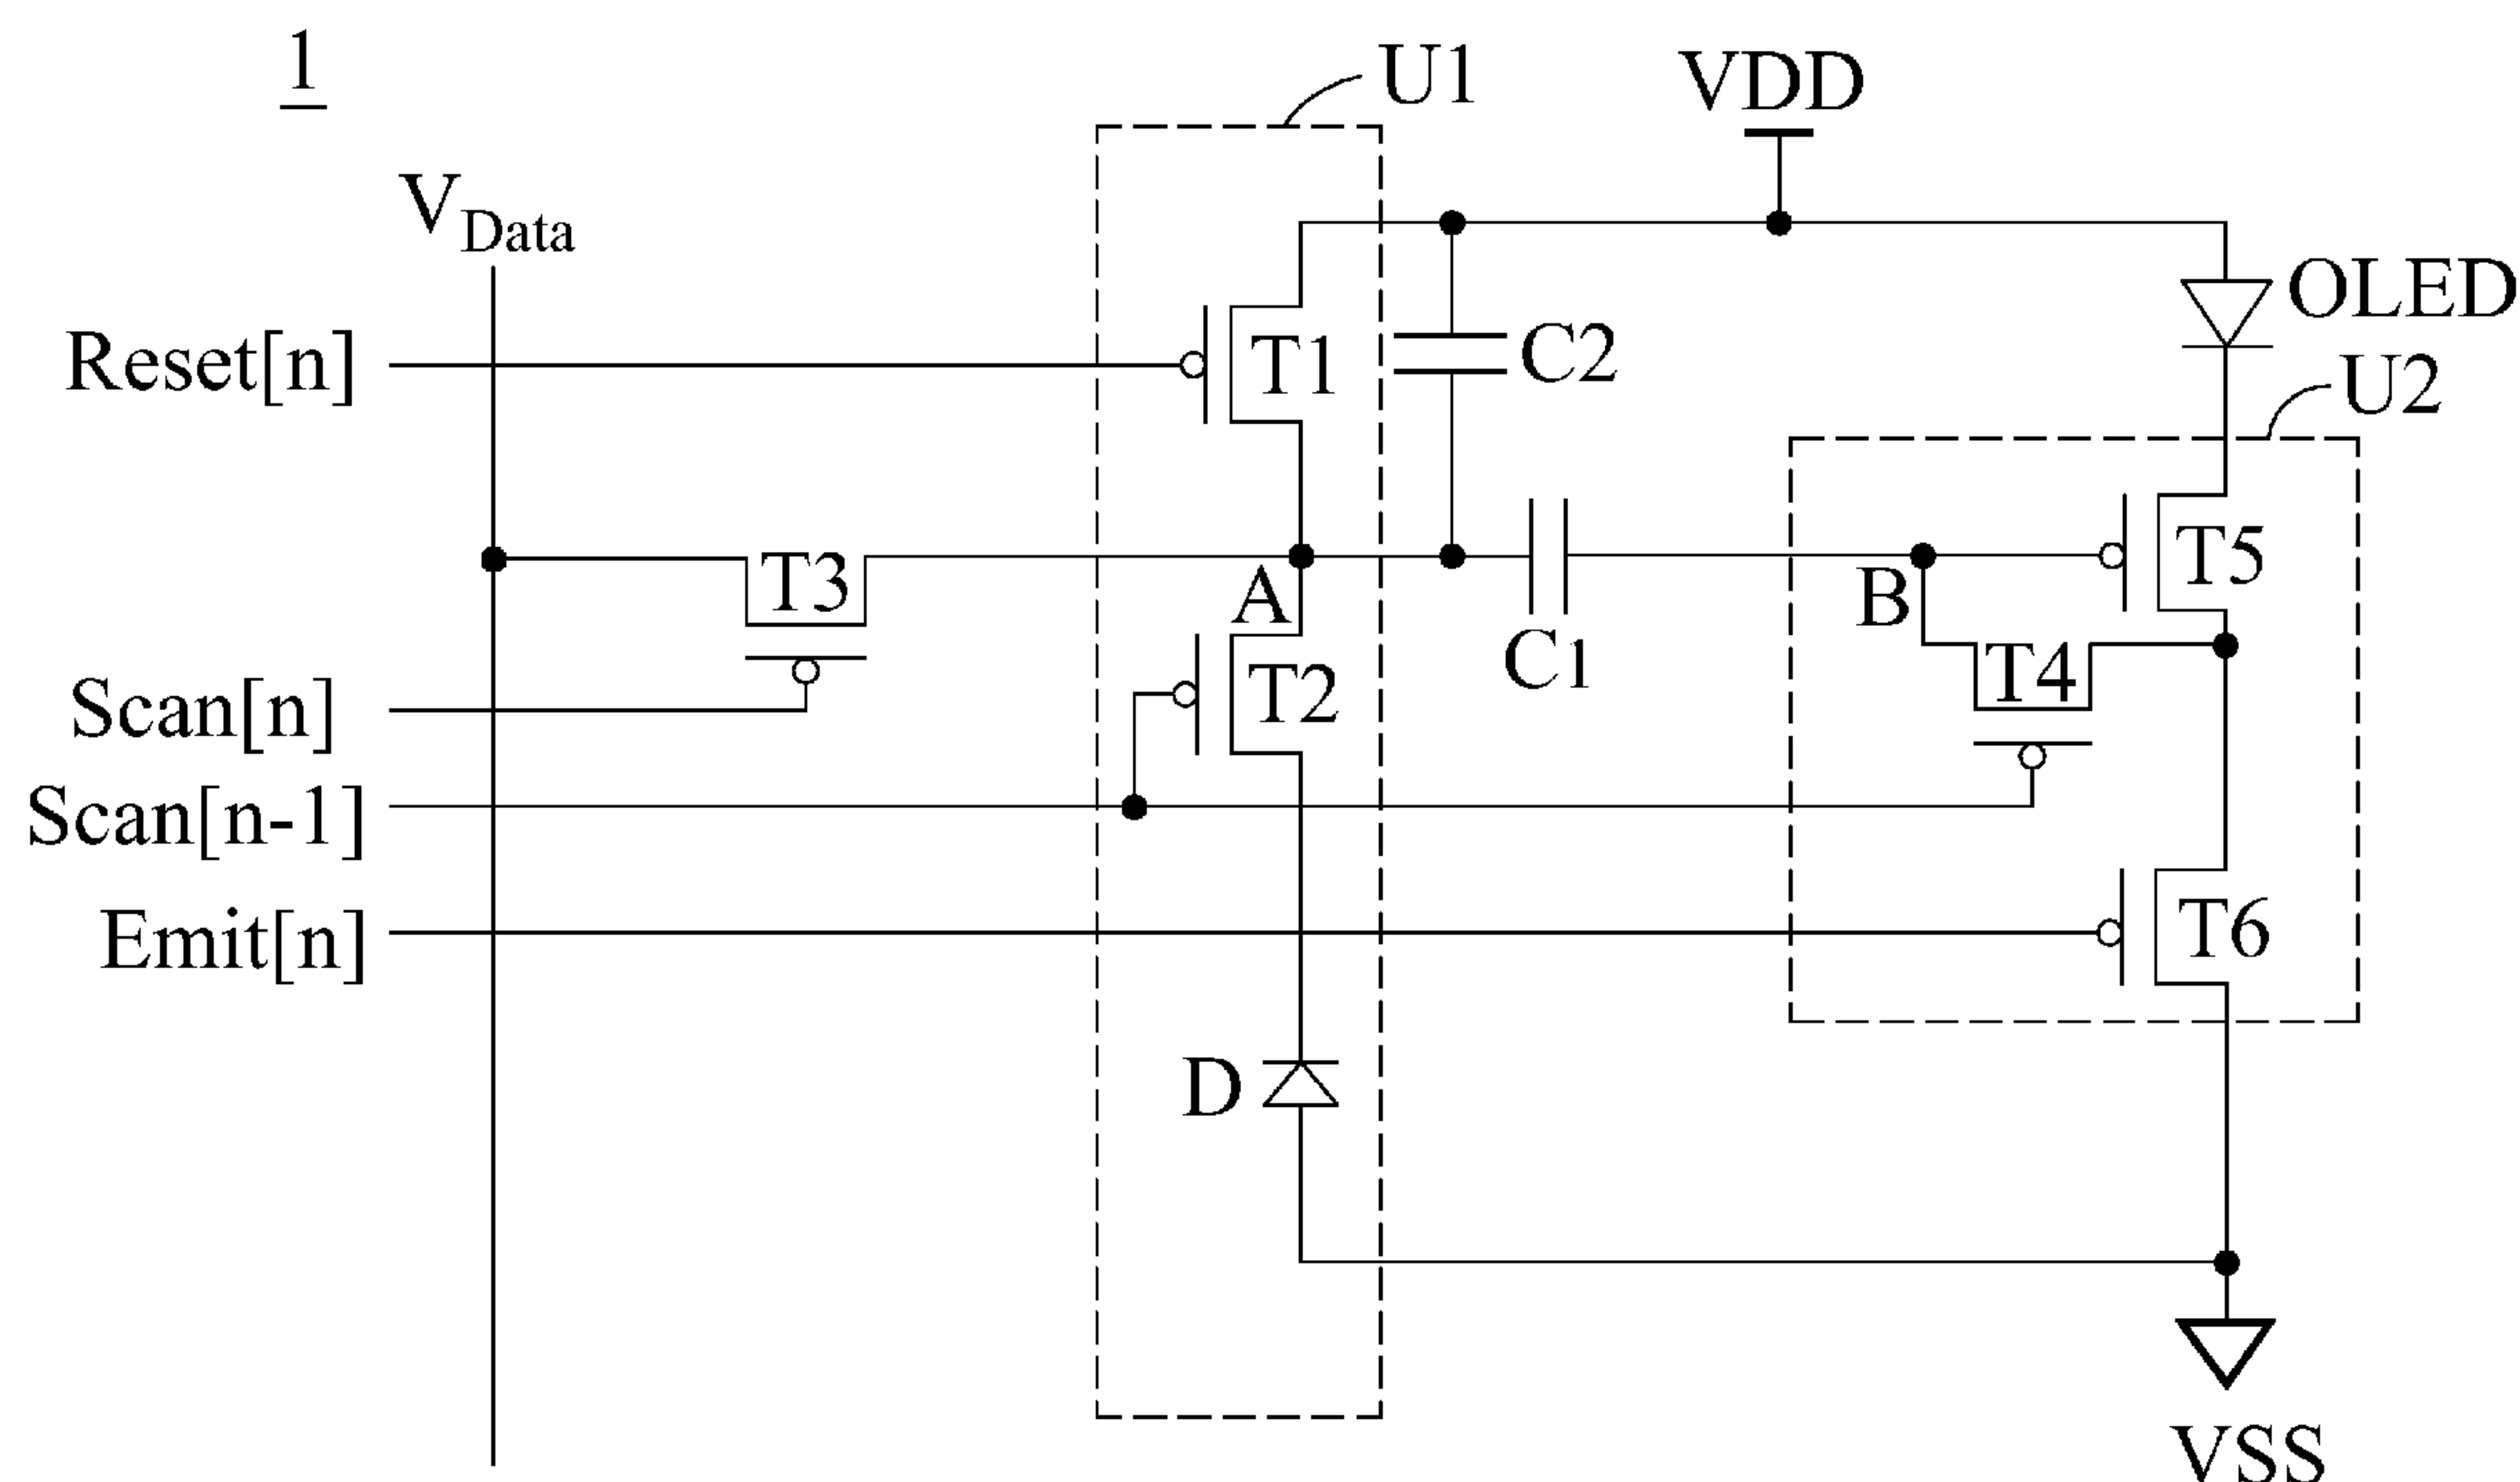 1
U1
VDD
VData
OLED
Reset[n]
T1
C2
U2
T3
A
B
T5
C1
T4
Scan[n]
T2
Scan[n-1]
Emit[n]
T6
D
VSS